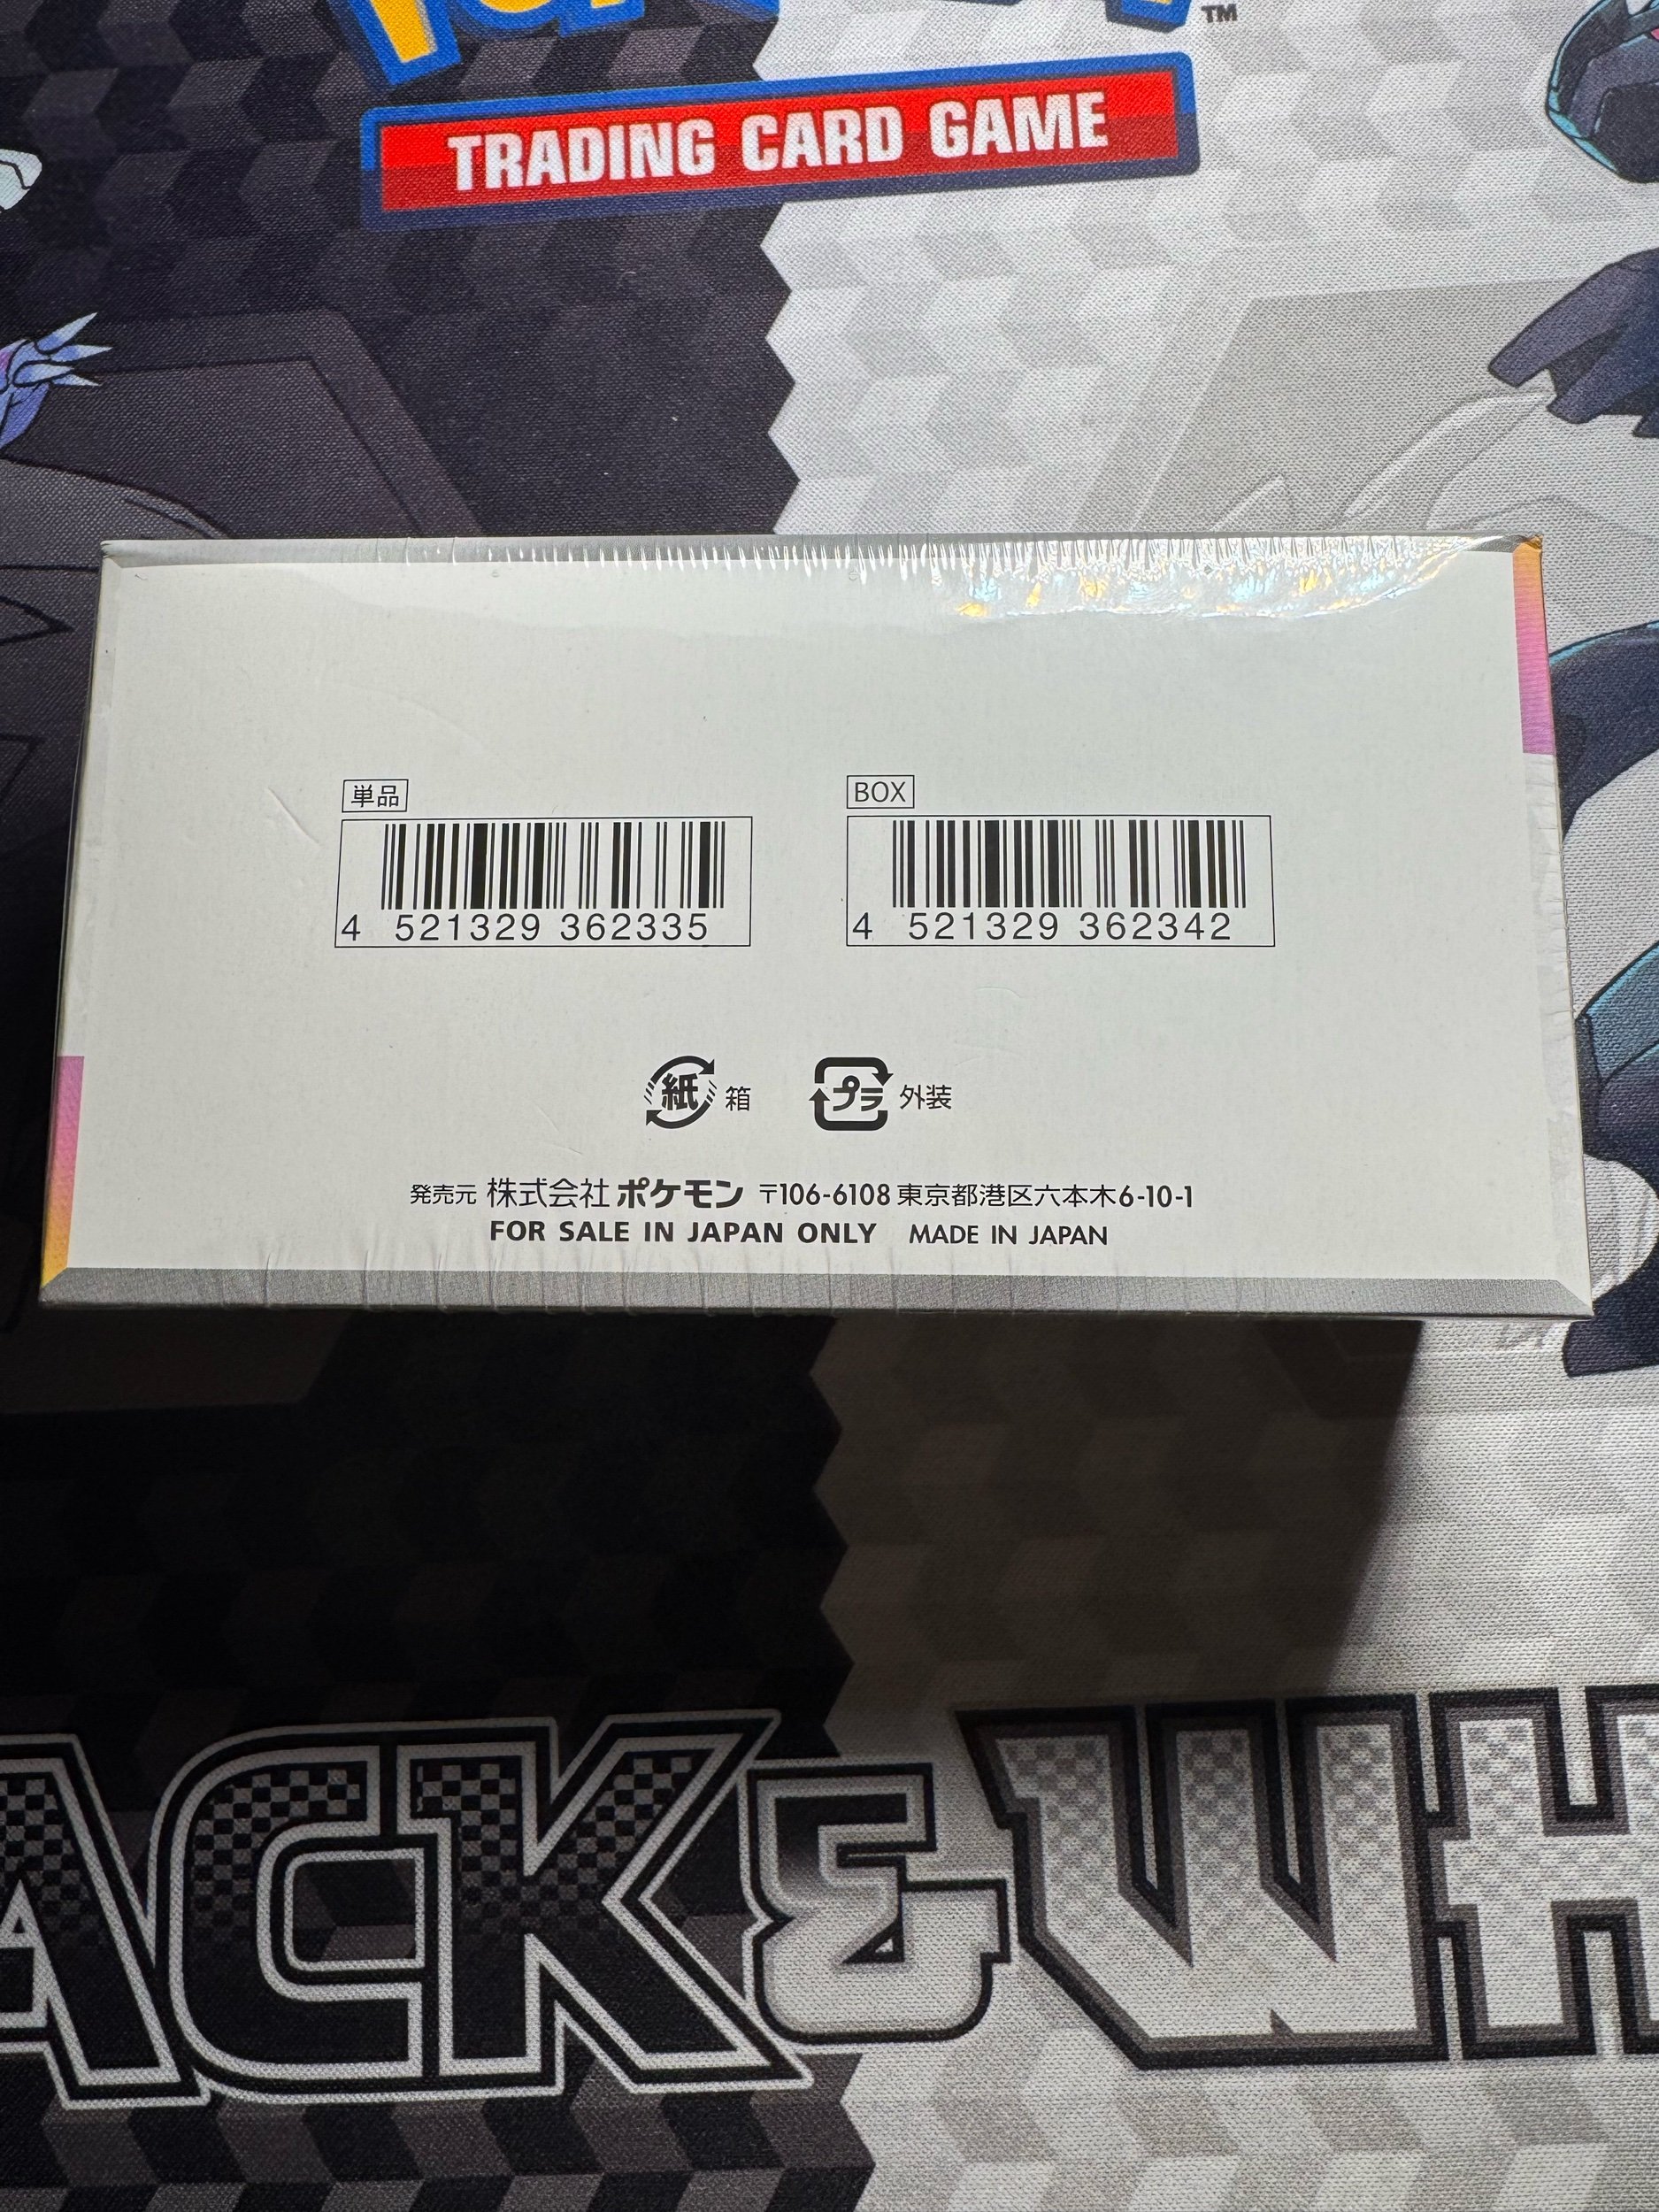 TM
TRADING CARD GAME
単品
BOX
4 521329 362335
4 521329 362342
紙 箱
プラ 外装
発売元 株式会社 ポケモン 〒106-6108 東京都港区六本木6-10-1
FOR SALE IN JAPAN ONLY MADE IN JAPAN
ACK & WH